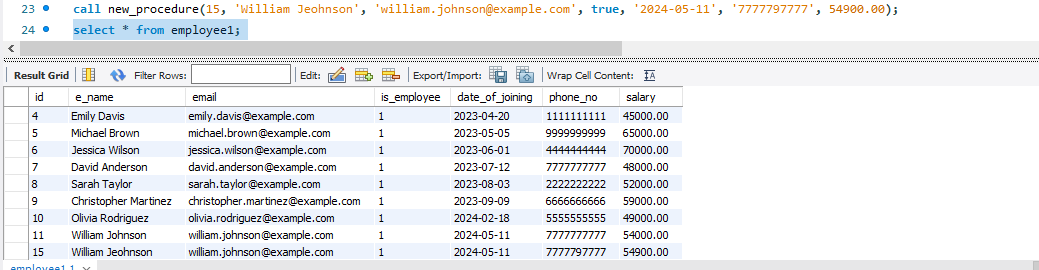 23 call new_procedure(15, 'William Jeohnson', 'william.johnson@example.com', true, '2024-05-11', '7777797777', 54900.00);
24 select * from employee1;
Result Grid Filter Rows: Edit: Export/Import: Wrap Cell Content: IA
id e_name email is_employee date_of_joining phone_no salary
4 Emily Davis emily.davis@example.com 1 2023-04-20 1111111111 45000.00
5 Michael Brown michael.brown@example.com 1 2023-05-05 9999999999 65000.00
6 Jessica Wilson jessica.wilson@example.com 1 2023-06-01 4444444444 70000.00
7 David Anderson david.anderson@example.com 1 2023-07-12 7777777777 48000.00
8 Sarah Taylor sarah.taylor@example.com 1 2023-08-03 2222222222 52000.00
9 Christopher Martinez christopher.martinez@example.com 1 2023-09-09 6666666666 59000.00
10 Olivia Rodriguez olivia.rodriguez@example.com 1 2024-02-18 5555555555 49000.00
11 William Johnson william.johnson@example.com 1 2024-05-11 7777777777 54000.00
15 William Jeohnson william.johnson@example.com 1 2024-05-11 7777797777 54900.00
employee1 1